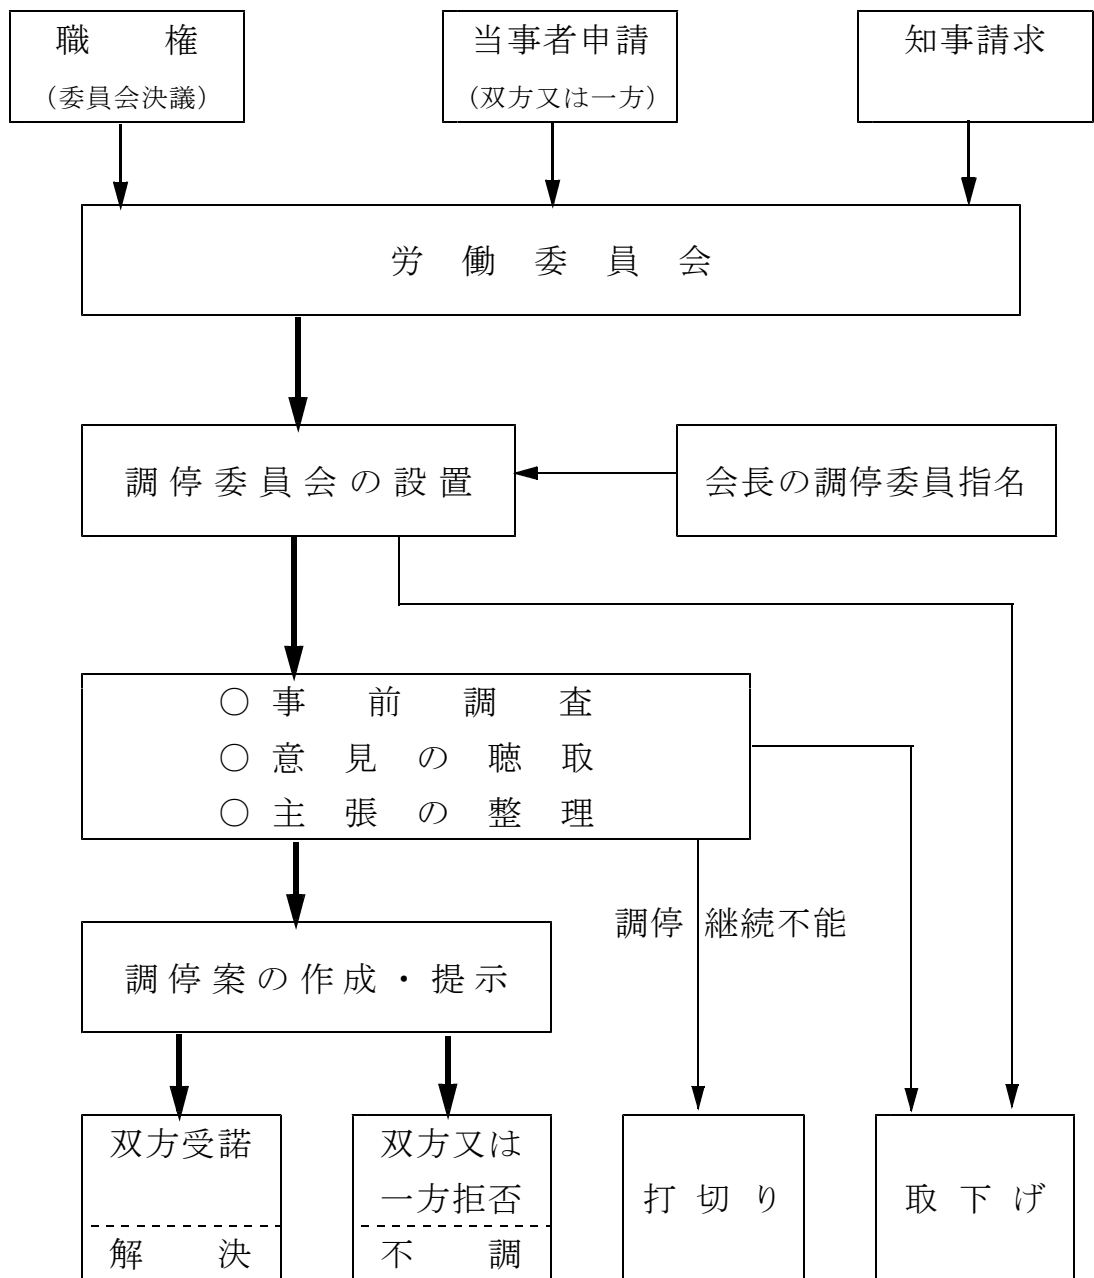 職権
（委員会決議）
当事者申請
（双方又は一方）
知事請求
労働委員会
調停委員会の設置
会長の調停委員指名
○事前調査
○意見の聴取
○主張の整理
調停継続不能
調停案の作成・提示
双方受諾
解決
双方又は
一方拒否
不調
打切り
取下げ